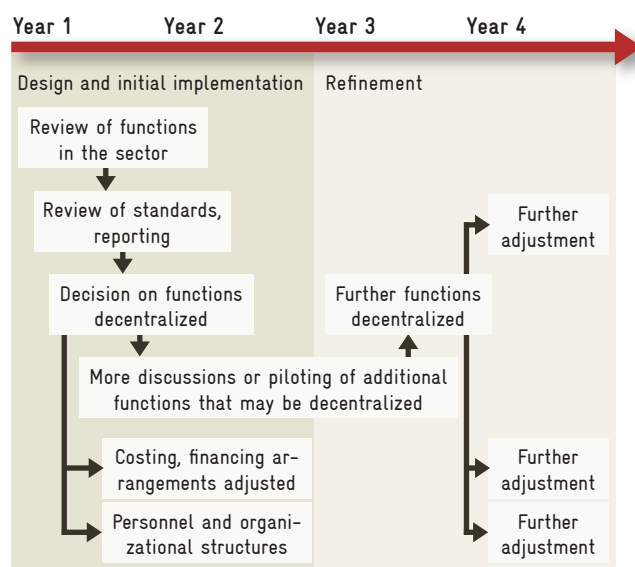 Year 1 Year 2 Year 3 Year 4
Design and initial implementation Refinement
Review of functions
in the sector
Review of standards,
reporting
Further
adjustment
Decision on functions
decentralized
Further functions
decentralized
More discussions or piloting of additional
functions that may be decentralized
Costing, financing ar-
rangements adjusted
Further
adjustment
Personnel and organi-
zational structures
Further
adjustment